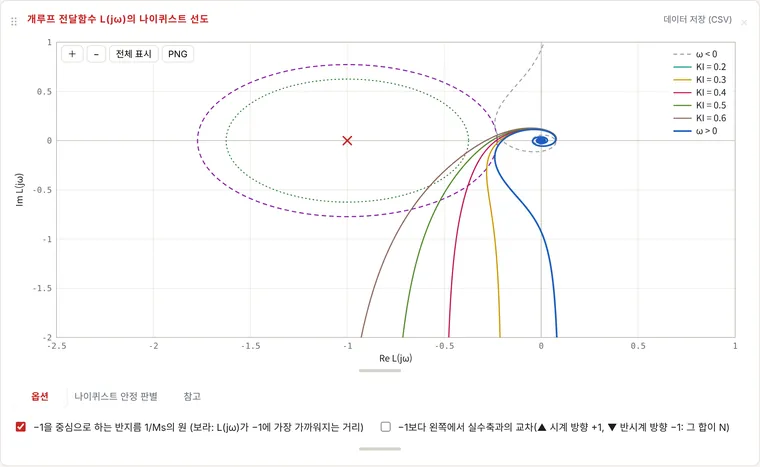 개루프 전달함수 L(jω)의 나이퀴스트 선도
데이터 저장 (CSV)
×
+
−
전체 표시
PNG
ω < 0
KI = 0.2
KI = 0.3
KI = 0.4
KI = 0.5
KI = 0.6
ω > 0
1
0.5
0
-0.5
-1
-1.5
-2
Im L(jω)
-2.5
-2
-1.5
-1
-0.5
0
0.5
1
Re L(jω)
옵션
나이퀴스트 안정 판별
참고
−1을 중심으로 하는 반지름 1/Ms의 원 (보라: L(jω)가 −1에 가장 가까워지는 거리)
−1보다 왼쪽에서 실수축과의 교차(▲ 시계 방향 +1, ▼ 반시계 방향 −1: 그 합이 N)